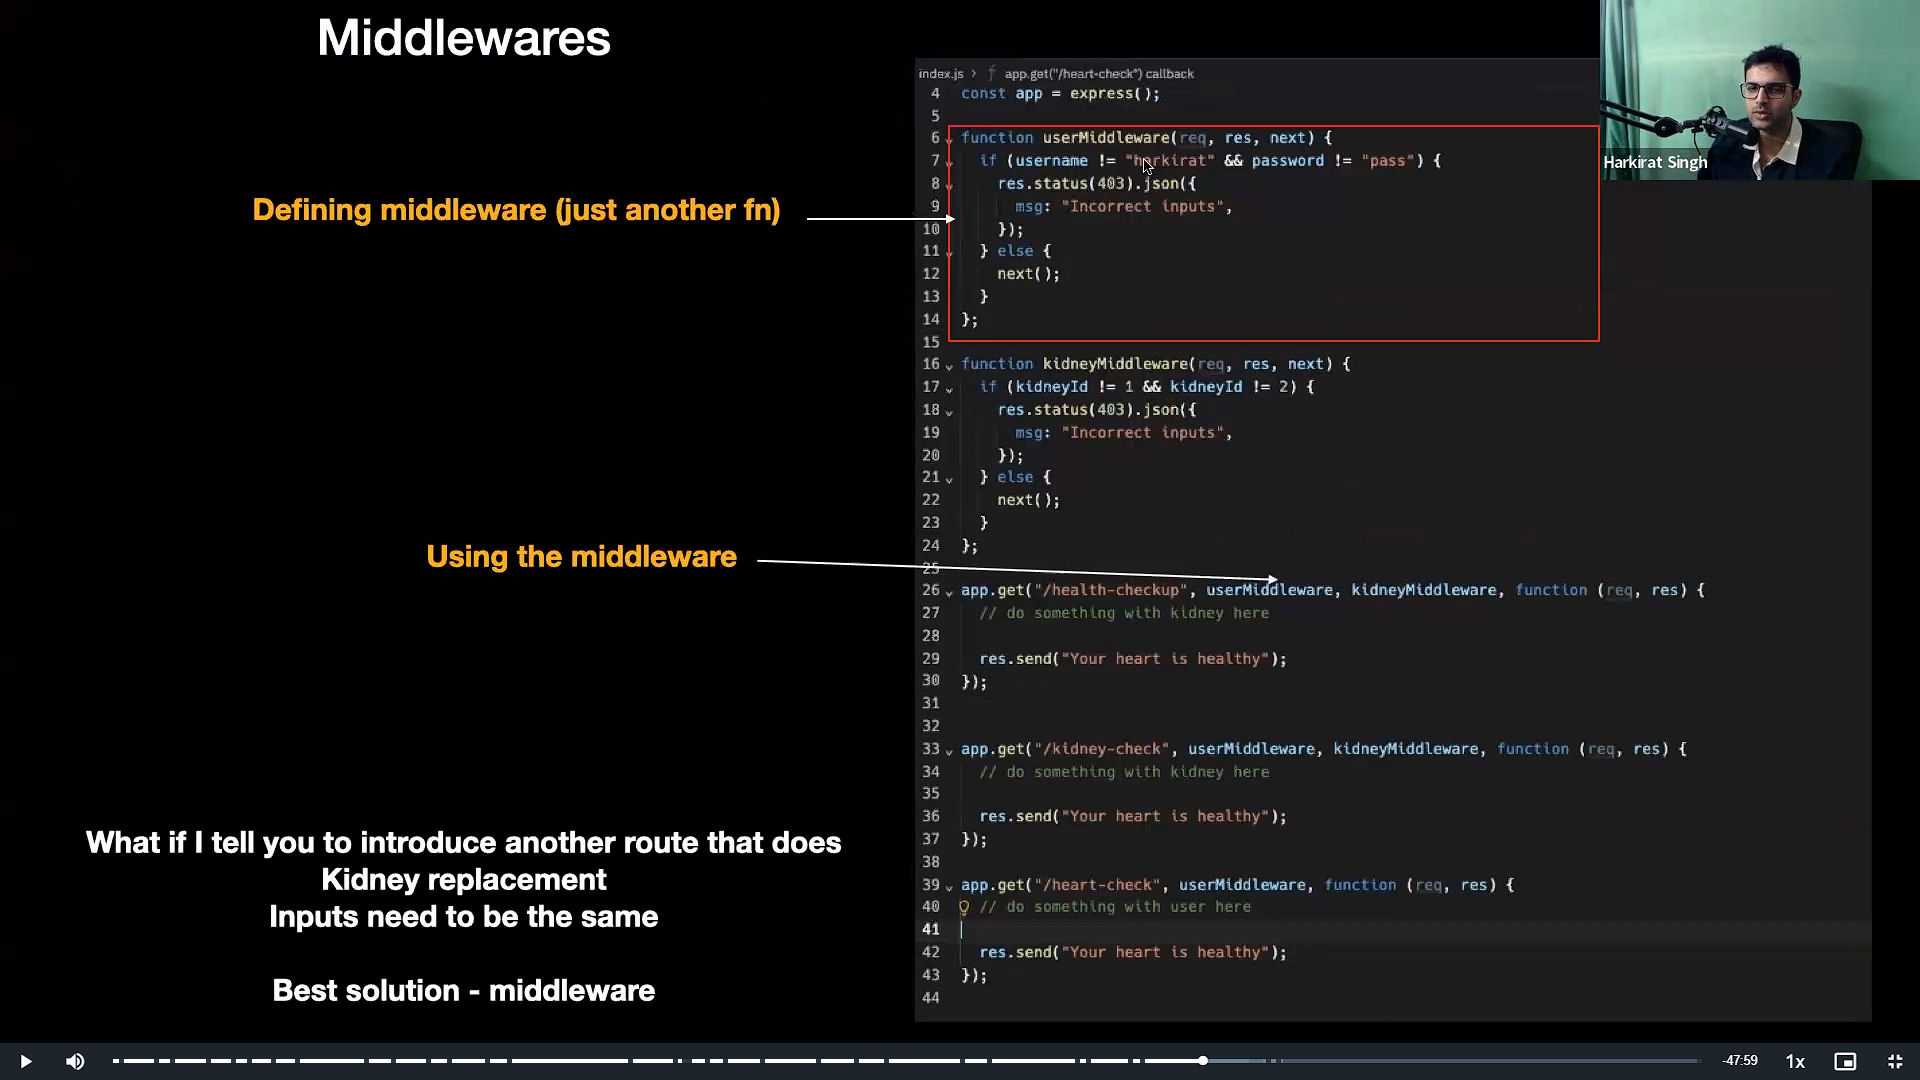 Middlewares
index.js > app.get("/heart-check") callback
4 const app = express();
5
6 function userMiddleware(req, res, next) {
7 if (username != "harkirat" && password != "pass") {
8 res.status(403).json({
9 msg: "Incorrect inputs",
10 });
11 } else {
12 next();
13 }
14 };
15
16 function kidneyMiddleware(req, res, next) {
17 if (kidneyId != 1 && kidneyId != 2) {
18 res.status(403).json({
19 msg: "Incorrect inputs",
20 });
21 } else {
22 next();
23 }
24 };
25
26 app.get("/health-checkup", userMiddleware, kidneyMiddleware, function (req, res) {
27 // do something with kidney here
28
29 res.send("Your heart is healthy");
30 });
31
32
33 app.get("/kidney-check", userMiddleware, kidneyMiddleware, function (req, res) {
34 // do something with kidney here
35
36 res.send("Your heart is healthy");
37 });
38
39 app.get("/heart-check", userMiddleware, function (req, res) {
40 // do something with user here
41
42 res.send("Your heart is healthy");
43 });
44
Harkirat Singh
Defining middleware (just another fn)
Using the middleware
What if I tell you to introduce another route that does
Kidney replacement
Inputs need to be the same
Best solution - middleware
-47:59
1x